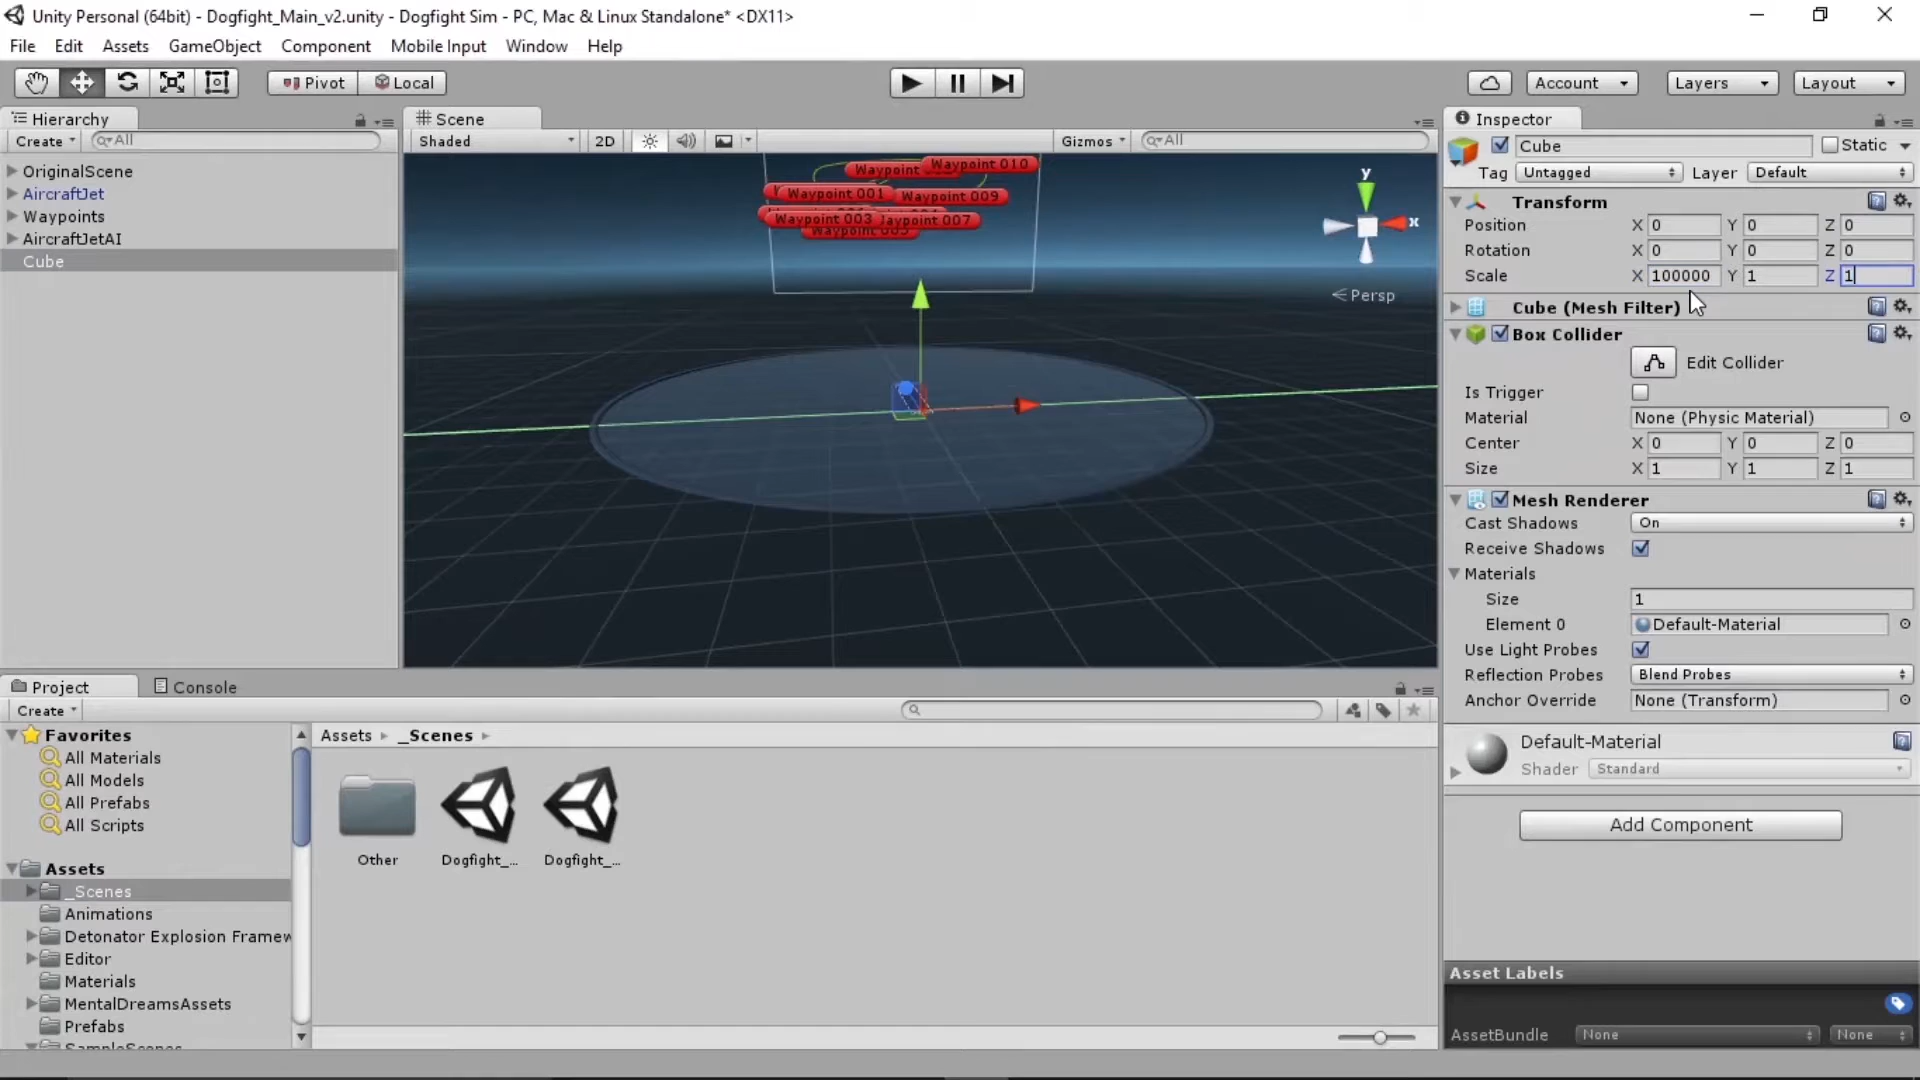 Unity Personal (64bit) - Dogfight_Main_v2.unity - Dogfight Sim - PC, Mac & Linux Standalone* <DX11>
File Edit Assets GameObject Component Mobile Input Window Help
Pivot Local Account Layers Layout
Hierarchy
Create All
OriginalScene
AircraftJet
Waypoints
AircraftJetAI
Cube
Scene
Shaded 2D Gizmos All
Waypoint Waypoint 010
Waypoint 001 Waypoint 009
Waypoint 003
y
x
Persp
Inspector
Cube Static
Tag Untagged Layer Default
Transform
Position X 0 Y 0 Z 0
Rotation X 0 Y 0 Z 0
Scale X 100000 Y 1 Z 1
Cube (Mesh Filter)
Box Collider
Edit Collider
Is Trigger
Material None (Physic Material)
Center X 0 Y 0 Z 0
Size X 1 Y 1 Z 1
Mesh Renderer
Cast Shadows On
Receive Shadows
Materials
Size 1
Element 0 Default-Material
Use Light Probes
Reflection Probes Blend Probes
Anchor Override None (Transform)
Default-Material
Shader Standard
Add Component
Asset Labels
AssetBundle None None
Project Console
Create
Favorites
All Materials
All Models
All Prefabs
All Scripts
Assets
_Scenes
Animations
Detonator Explosion Framew
Editor
Materials
MentalDreamsAssets
Prefabs
Assets _Scenes
Other Dogfight_... Dogfight_...